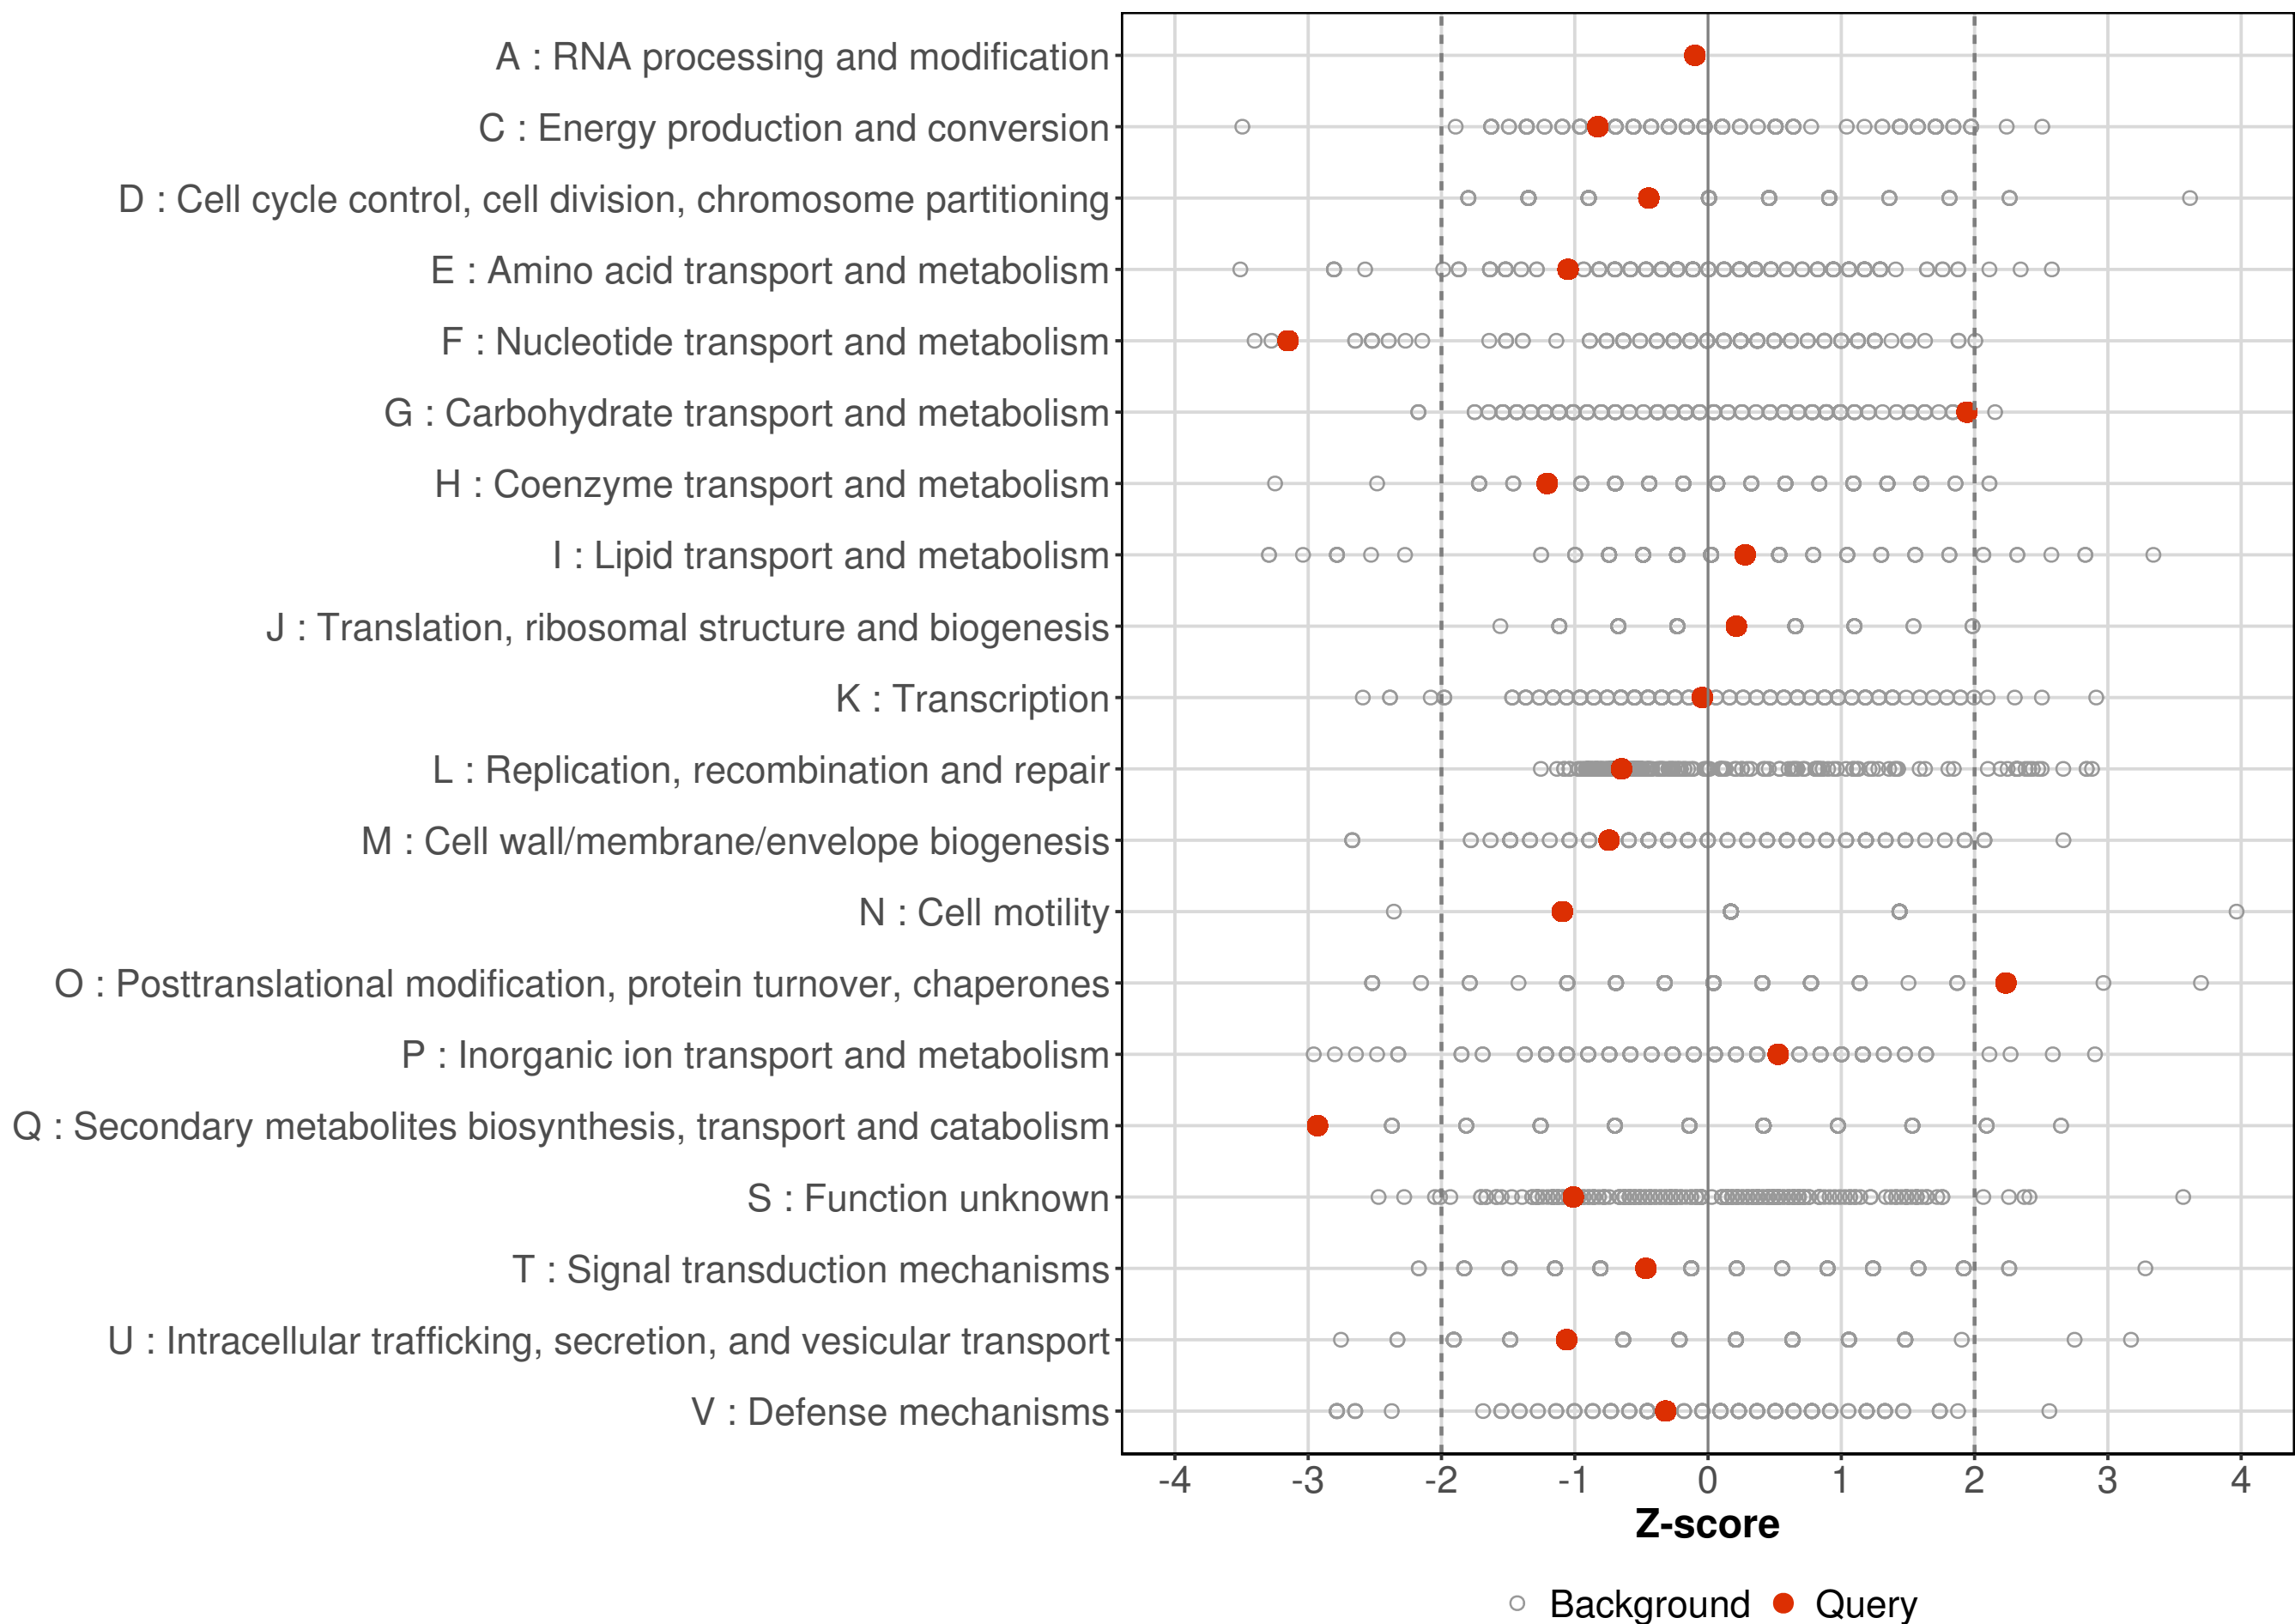 A : RNA processing and modification
C : Energy production and conversion
D : Cell cycle control, cell division, chromosome partitioning
E : Amino acid transport and metabolism
F : Nucleotide transport and metabolism
G : Carbohydrate transport and metabolism
H : Coenzyme transport and metabolism
I : Lipid transport and metabolism
J : Translation, ribosomal structure and biogenesis
K : Transcription
L : Replication, recombination and repair
M : Cell wall/membrane/envelope biogenesis
N : Cell motility
O : Posttranslational modification, protein turnover, chaperones
P : Inorganic ion transport and metabolism
Q : Secondary metabolites biosynthesis, transport and catabolism
S : Function unknown
T : Signal transduction mechanisms
U : Intracellular trafficking, secretion, and vesicular transport
V : Defense mechanisms
-4 -3 -2 -1 0 1 2 3 4
Z-score
Background Query